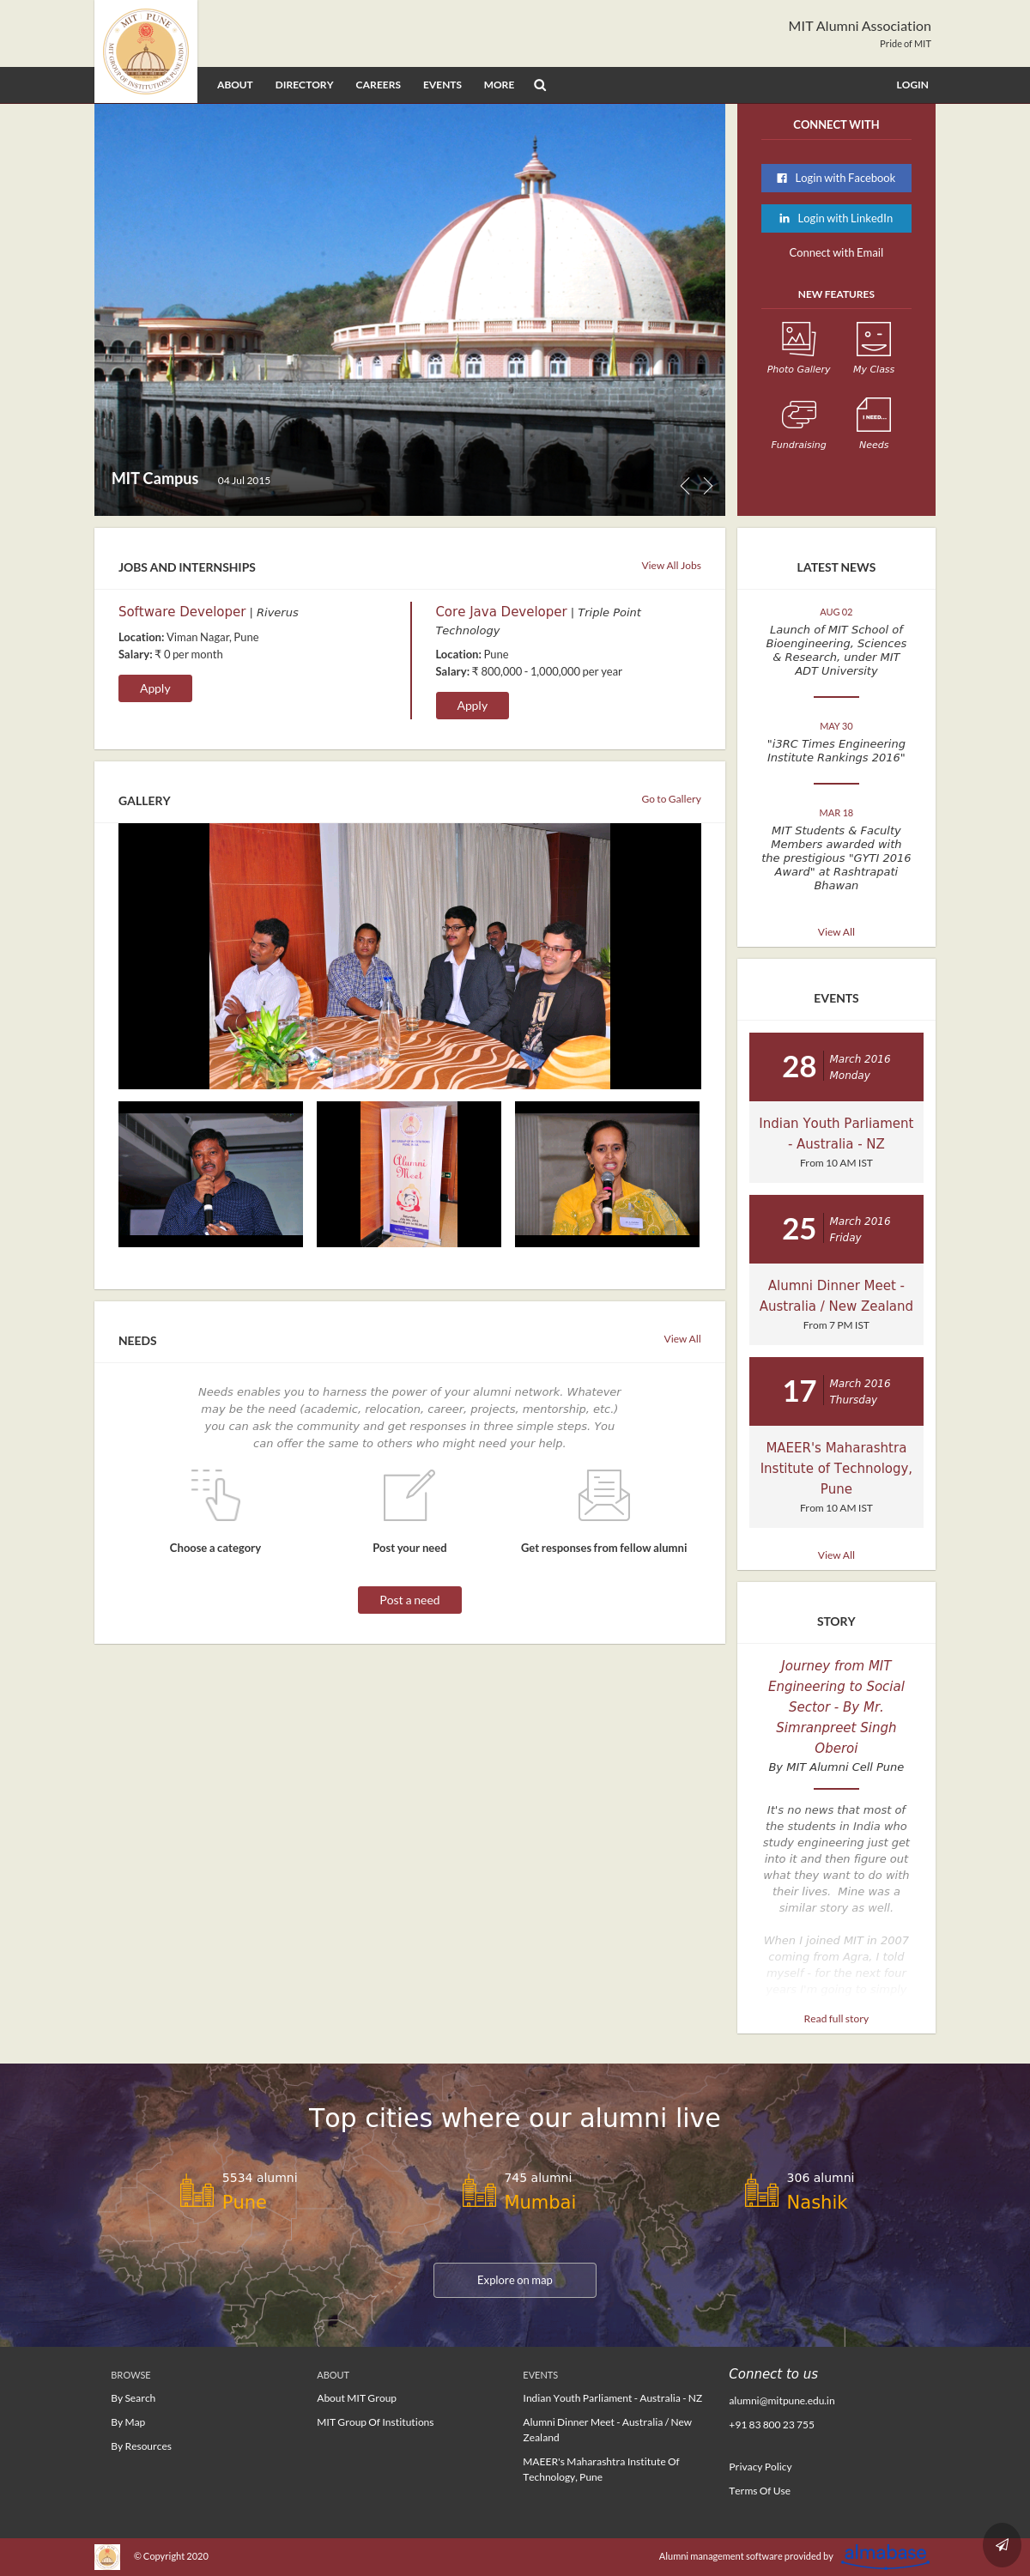 MIT PUNE
MIT GROUP OF INSTITUTIONS PUNE INDIA
MIT Alumni Association
Pride of MIT
ABOUT DIRECTORY CAREERS EVENTS MORE LOGIN
MIT Campus 04 Jul 2015
CONNECT WITH
Login with Facebook
Login with LinkedIn
Connect with Email
NEW FEATURES
Photo Gallery My Class
I NEED...
Fundraising Needs
JOBS AND INTERNSHIPS View All Jobs
Software Developer | Riverus
Location: Viman Nagar, Pune
Salary: ₹ 0 per month
Apply
Core Java Developer | Triple Point
Technology
Location: Pune
Salary: ₹ 800,000 - 1,000,000 per year
Apply
GALLERY Go to Gallery
Alumni
Meet
NEEDS View All
Needs enables you to harness the power of your alumni network. Whatever
may be the need (academic, relocation, career, projects, mentorship, etc.)
you can ask the community and get responses in three simple steps. You
can offer the same to others who might need your help.
Choose a category Post your need Get responses from fellow alumni
Post a need
LATEST NEWS
AUG 02
Launch of MIT School of
Bioengineering, Sciences
& Research, under MIT
ADT University
MAY 30
"i3RC Times Engineering
Institute Rankings 2016"
MAR 18
MIT Students & Faculty
Members awarded with
the prestigious "GYTI 2016
Award" at Rashtrapati
Bhawan
View All
EVENTS
28 March 2016
Monday
Indian Youth Parliament
- Australia - NZ
From 10 AM IST
25 March 2016
Friday
Alumni Dinner Meet -
Australia / New Zealand
From 7 PM IST
17 March 2016
Thursday
MAEER's Maharashtra
Institute of Technology,
Pune
From 10 AM IST
View All
STORY
Journey from MIT
Engineering to Social
Sector - By Mr.
Simranpreet Singh
Oberoi
By MIT Alumni Cell Pune
It's no news that most of
the students in India who
study engineering just get
into it and then figure out
what they want to do with
their lives. Mine was a
similar story as well.
When I joined MIT in 2007
coming from Agra, I told
myself - for the next four
years I'm going to simply
Read full story
Top cities where our alumni live
5534 alumni
Pune
745 alumni
Mumbai
306 alumni
Nashik
Explore on map
BROWSE
By Search
By Map
By Resources
ABOUT
About MIT Group
MIT Group Of Institutions
EVENTS
Indian Youth Parliament - Australia - NZ
Alumni Dinner Meet - Australia / New
Zealand
MAEER's Maharashtra Institute Of
Technology, Pune
Connect to us
alumni@mitpune.edu.in
+91 83 800 23 755
Privacy Policy
Terms Of Use
© Copyright 2020 Alumni management software provided by almabase